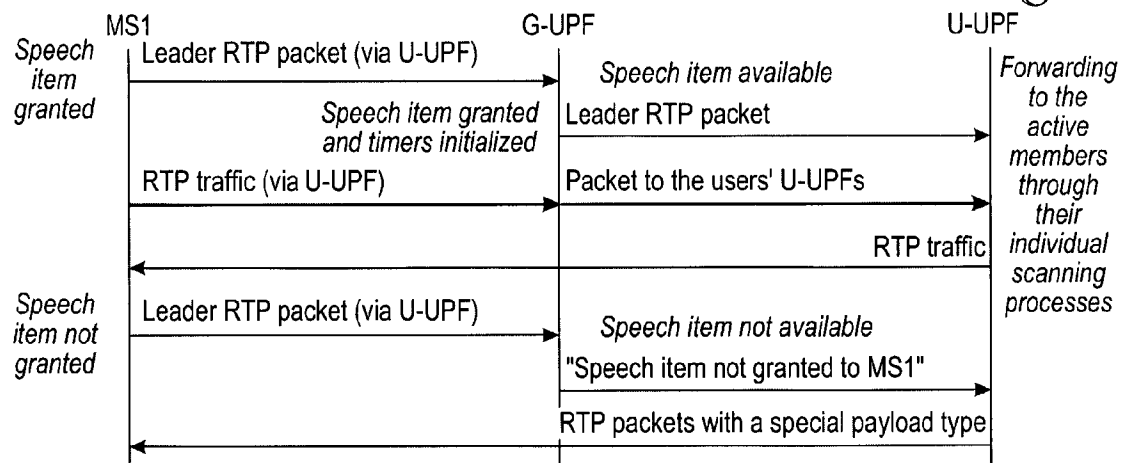 MS1
G-UPF
U-UPF
Speech
item
granted
Leader RTP packet (via U-UPF)
Speech item available
Speech item granted
and timers initialized
Leader RTP packet
Forwarding
to the
active
members
through
their
individual
scanning
processes
RTP traffic (via U-UPF)
Packet to the users' U-UPFs
RTP traffic
Speech
item not
granted
Leader RTP packet (via U-UPF)
Speech item not available
"Speech item not granted to MS1"
RTP packets with a special payload type